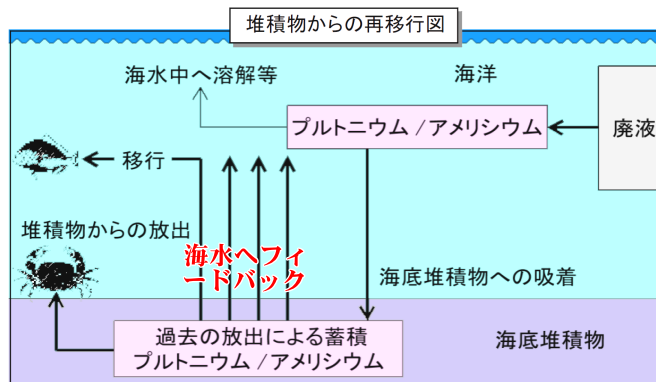 堆積物からの再移行図
海水中へ溶解等
海洋
プルトニウム / アメリシウム
廃液
移行
堆積物からの放出
海水へフィ
ードバック
海底堆積物への吸着
過去の放出による蓄積
プルトニウム / アメリシウム
海底堆積物